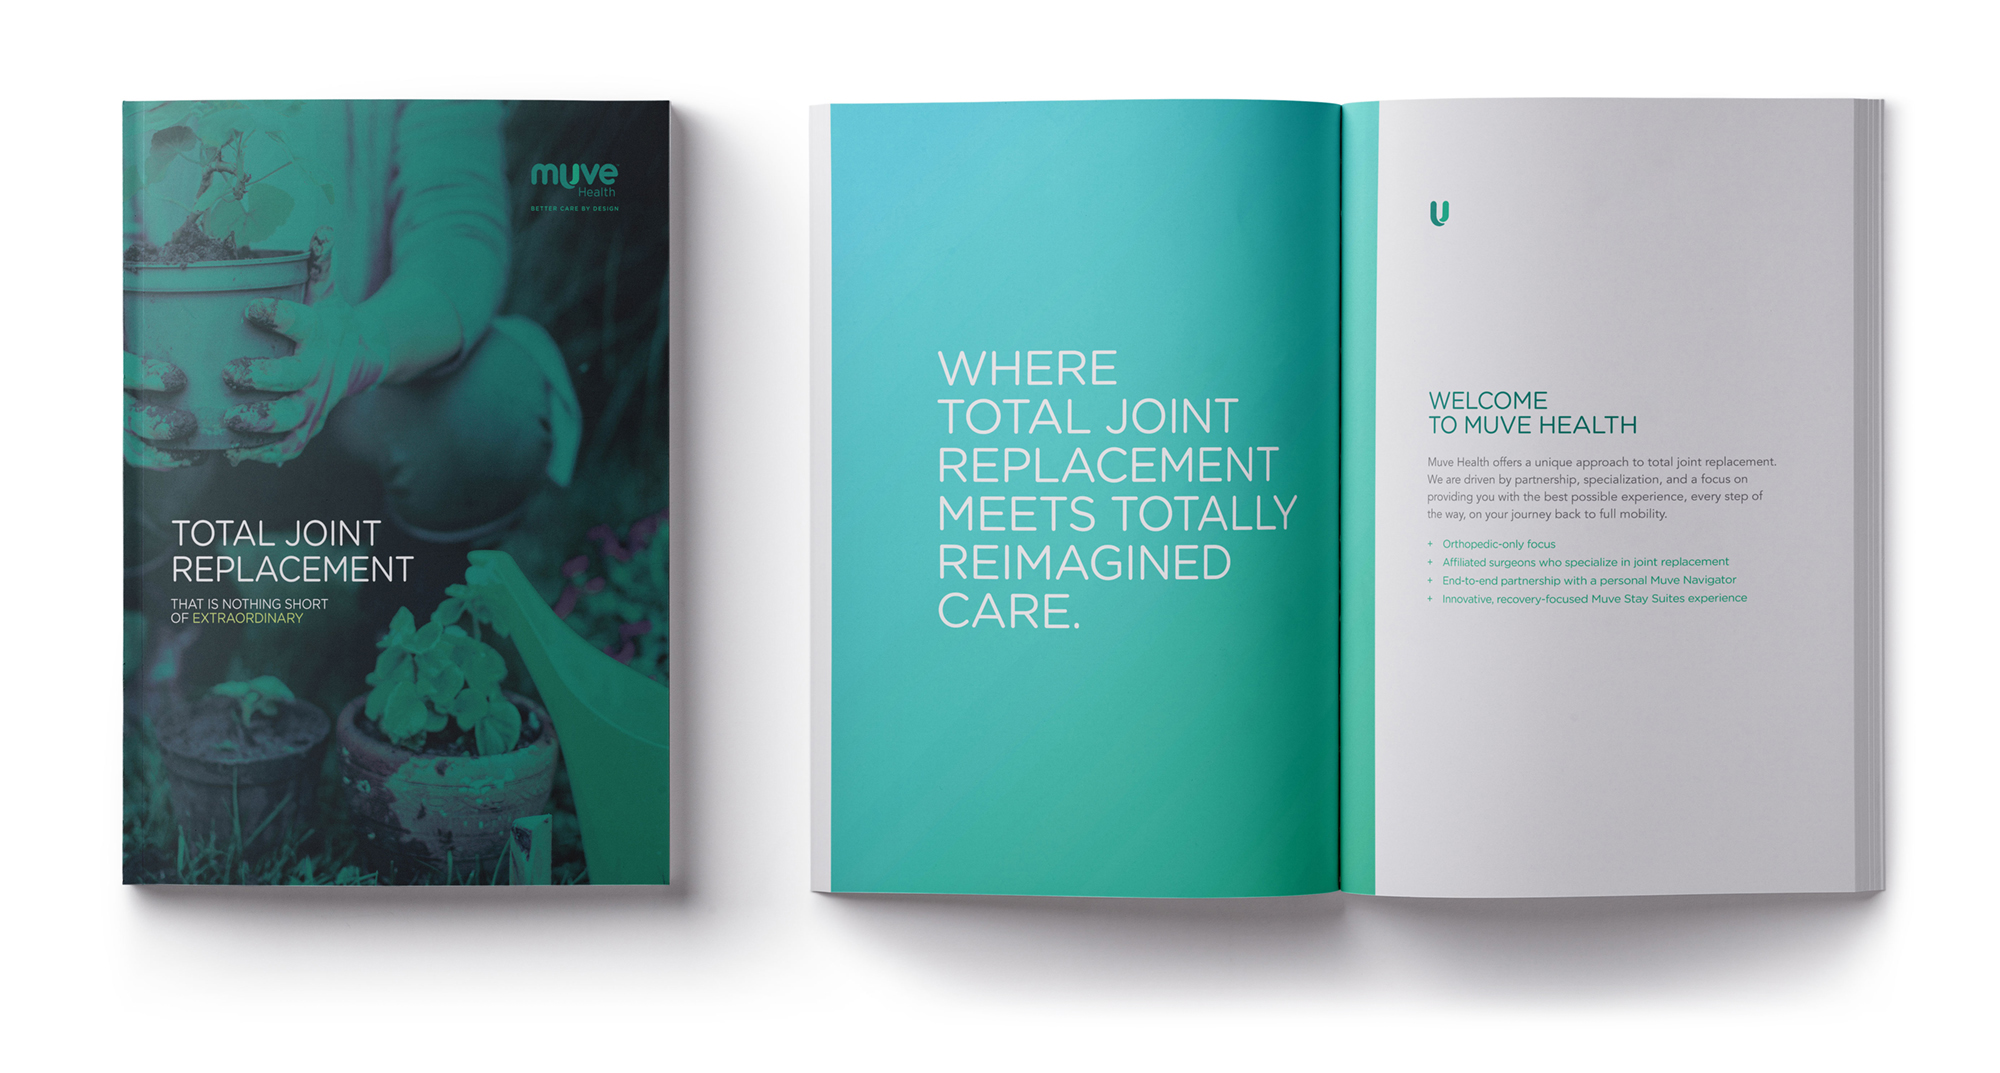 muve
Health
BETTER CARE BY DESIGN
TOTAL JOINT
REPLACEMENT
THAT IS NOTHING SHORT
OF EXTRAORDINARY
WHERE
TOTAL JOINT
REPLACEMENT
MEETS TOTALLY
REIMAGINED
CARE.
WELCOME
TO MUVE HEALTH
Muve Health offers a unique approach to total joint replacement.
We are driven by partnership, specialization, and a focus on
providing you with the best possible experience, every step of
the way, on your journey back to full mobility.
+ Orthopedic-only focus
+ Affiliated surgeons who specialize in joint replacement
+ End-to-end partnership with a personal Muve Navigator
+ Innovative, recovery-focused Muve Stay Suites experience